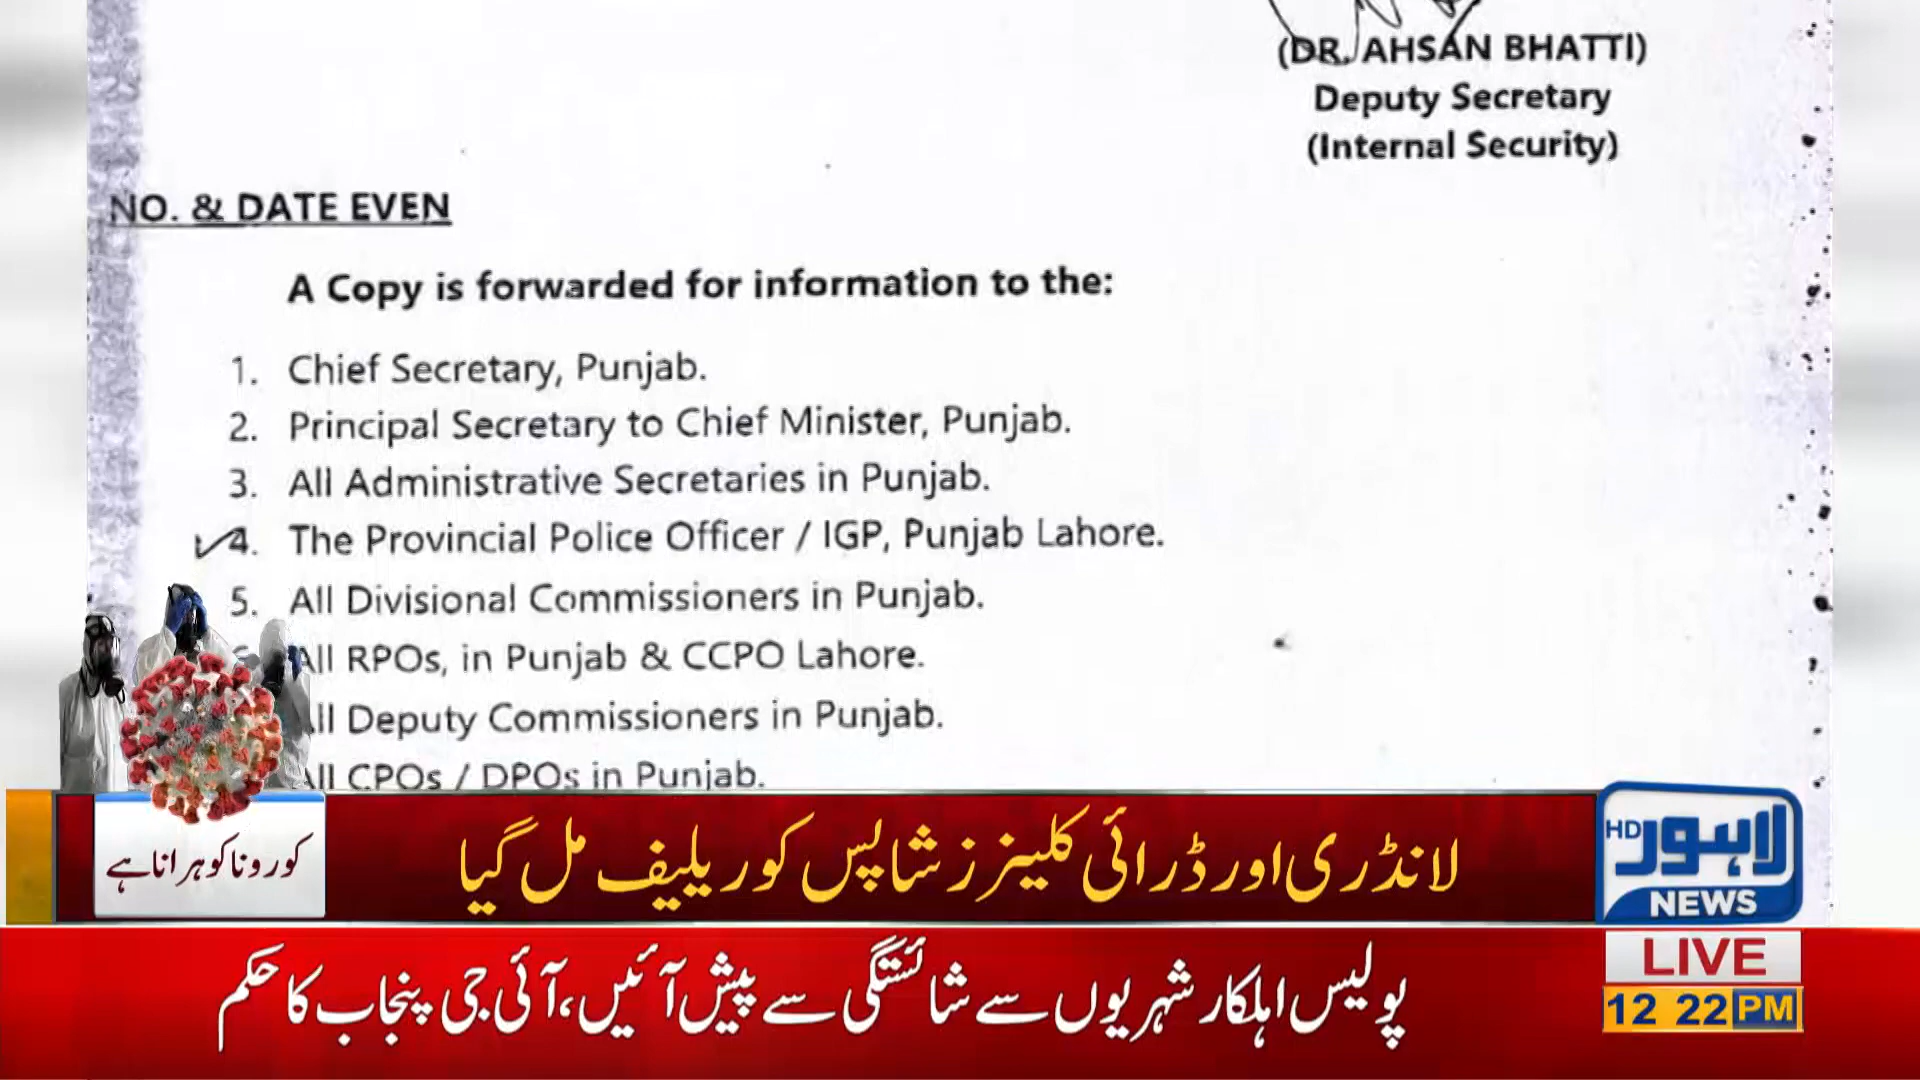 (DR. AHSAN BHATTI)
Deputy Secretary
(Internal Security)
NO. & DATE EVEN
A Copy is forwarded for information to the:
1. Chief Secretary, Punjab.
2. Principal Secretary to Chief Minister, Punjab.
3. All Administrative Secretaries in Punjab.
4. The Provincial Police Officer / IGP, Punjab Lahore.
5. All Divisional Commissioners in Punjab.
All RPOs, in Punjab & CCPO Lahore.
All Deputy Commissioners in Punjab.
All CPOs / DPOs in Punjab.
لانڈری اور ڈرائی کلینرز شاپس کو ریلیف مل گیا
کورونا کو ہرانا ہے
HD لاہور
NEWS
LIVE
پولیس اہلکار شہریوں سے شائستگی سے پیش آئیں، آئی جی پنجاب کا حکم
12 22 PM